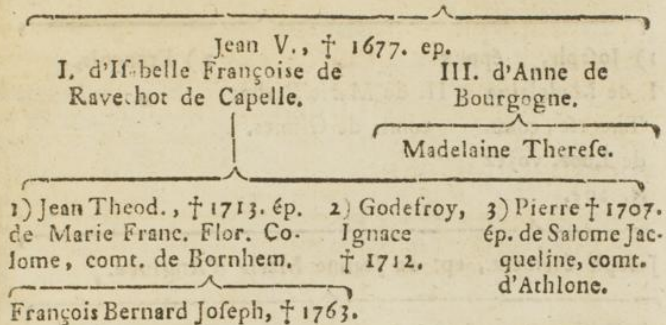 Jean V., † 1677. ep.
I. d'Isabelle Françoise de
Ravechot de Capelle.
III. d'Anne de
Bourgogne.
Madelaine Therese.
1) Jean Theod., † 1713. ép.
de Marie Franc. Flor. Co-
lome, comt. de Bornhem.
2) Godefroy,
Ignace
† 1712.
3) Pierre † 1707.
ép. de Salome Jac-
queline, comt.
d'Athlone.
François Bernard Joseph, † 1763.